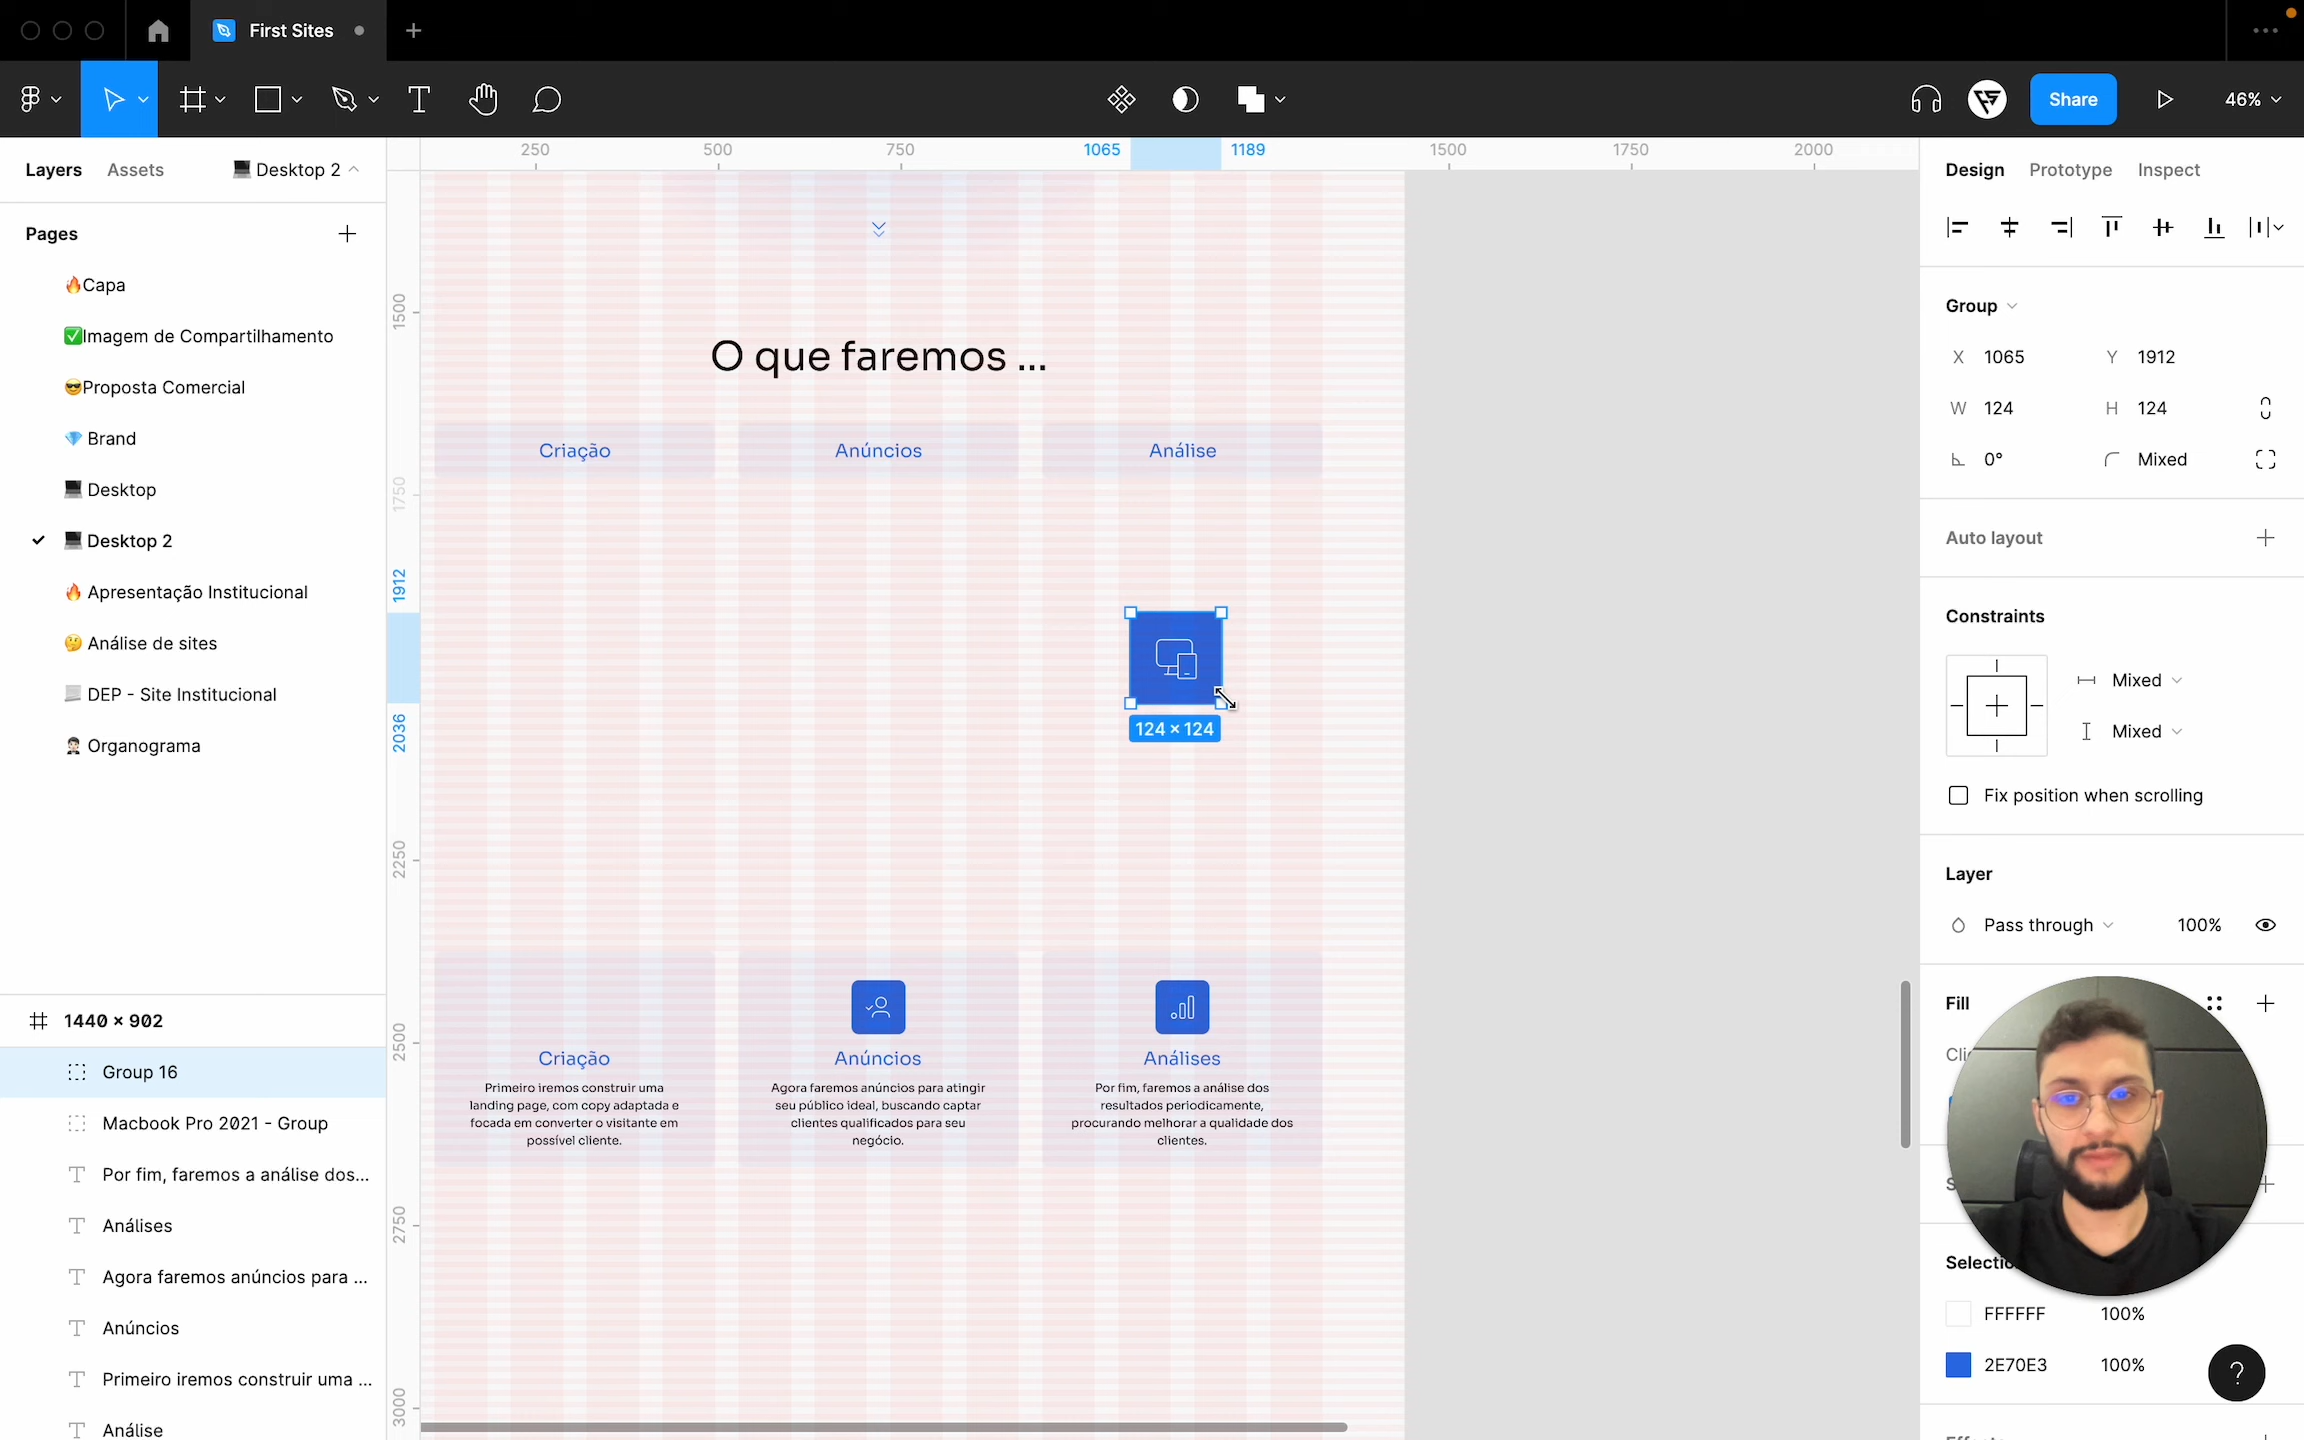 First Sites
Share
46%
Layers
Assets
Desktop 2
Pages
Capa
Imagem de Compartilhamento
Proposta Comercial
Brand
Desktop
Desktop 2
Apresentação Institucional
Análise de sites
DEP - Site Institucional
Organograma
1440 × 902
Group 16
Macbook Pro 2021 - Group
Por fim, faremos a análise dos...
Análises
Agora faremos anúncios para ...
Anúncios
Primeiro iremos construir uma ...
Análise
250
500
750
1065
1189
1500
1750
2000
1500
1750
1912
2036
2250
2500
2750
3000
O que faremos ...
Criação
Anúncios
Análise
124 × 124
Criação
Primeiro iremos construir uma
landing page, com copy adaptada e
focada em converter o visitante em
possível cliente.
Anúncios
Agora faremos anúncios para atingir
seu público ideal, buscando captar
clientes qualificados para seu
negócio.
Análises
Por fim, faremos a análise dos
resultados periodicamente,
procurando melhorar a qualidade dos
clientes.
Design
Prototype
Inspect
Group
X 1065
Y 1912
W 124
H 124
0°
Mixed
Auto layout
Constraints
Mixed
Mixed
Fix position when scrolling
Layer
Pass through
100%
Fill
Selectio
FFFFFF
100%
2E70E3
100%
?